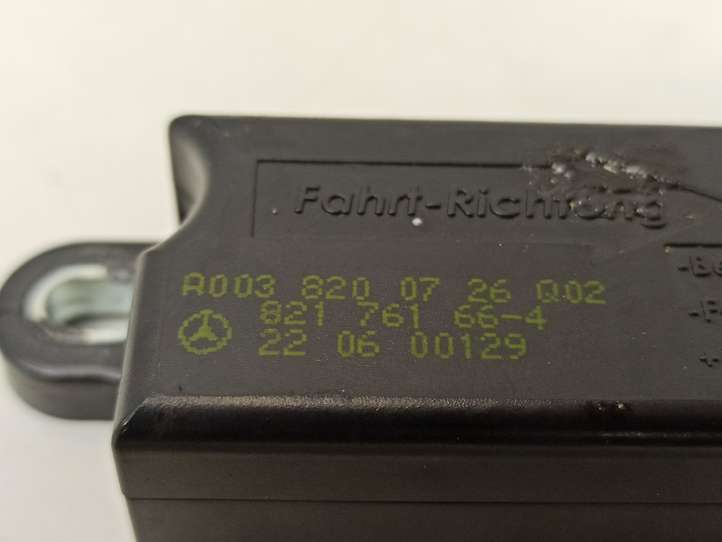 Fahrt-Richtung
A003 820 07 26 Q02
821 761 66-4
22 06 00129